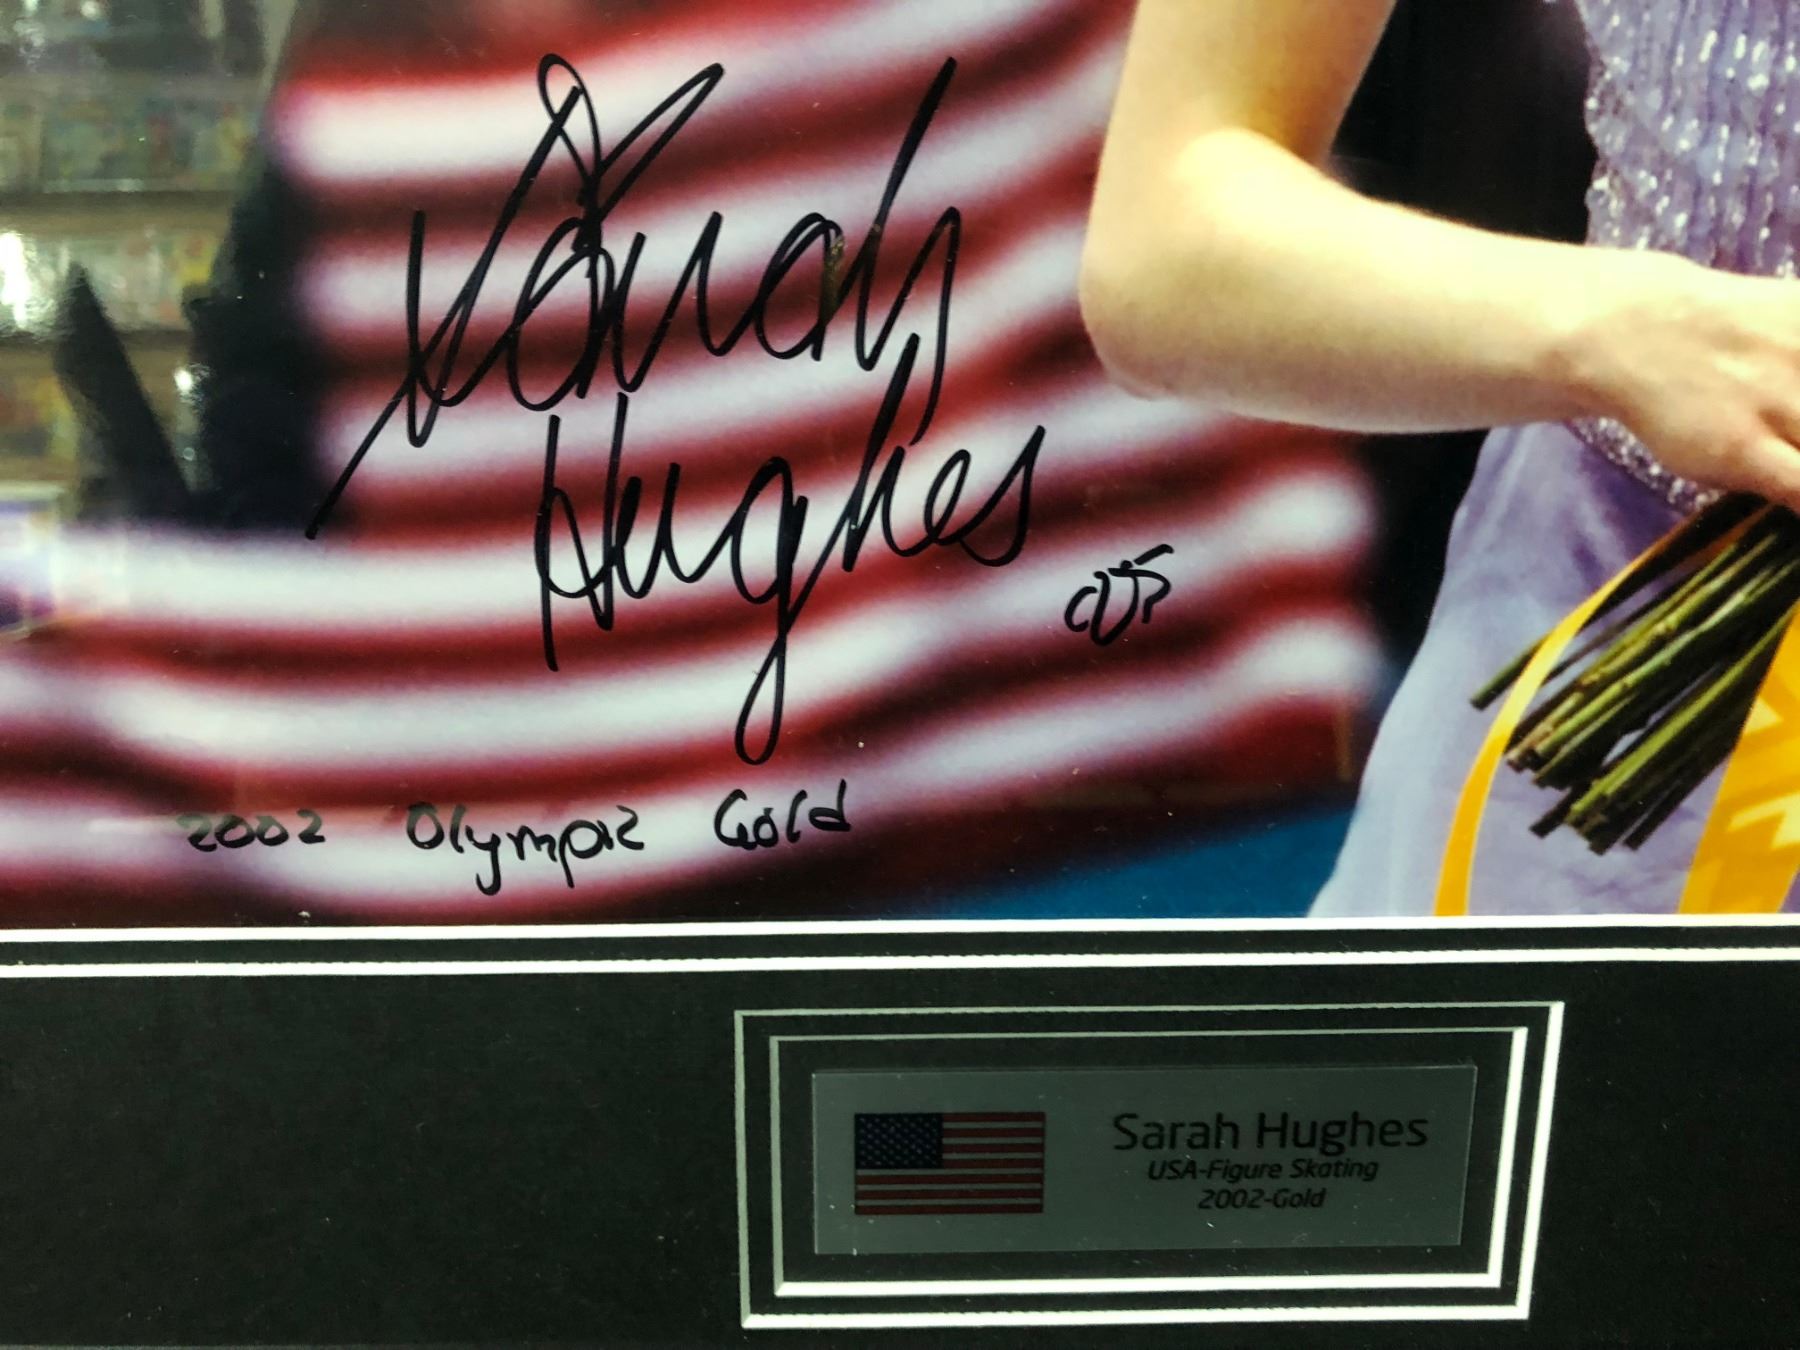 Sarah
Hughes
2002 Olympic Gold
Sarah Hughes
USA-Figure Skating
2002-Gold